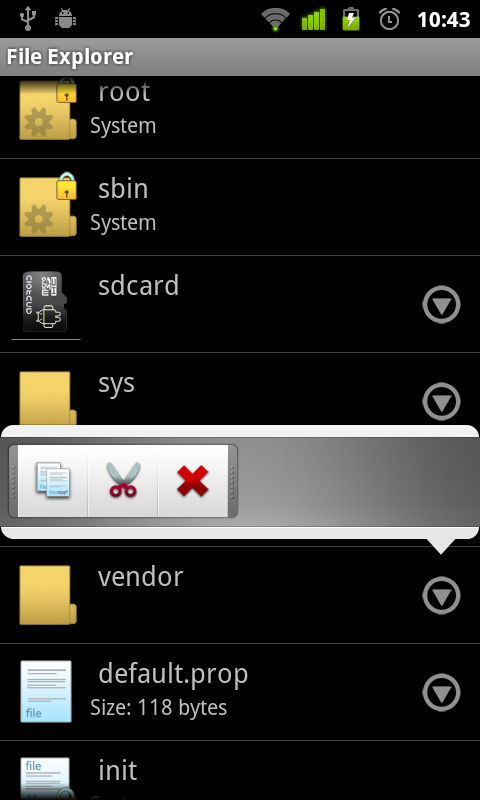 10:43
File Explorer
root
System
sbin
System
sdcard
sys
vendor
default.prop
Size: 118 bytes
file
init
file